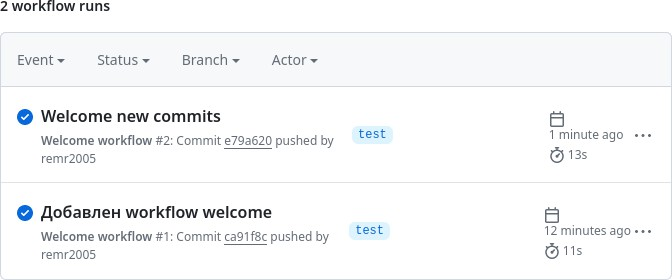 2 workflow runs
Event Status Branch Actor
Welcome new commits
Welcome workflow #2: Commit e79a620 pushed by
remr2005
test
1 minute ago
13s
Добавлен workflow welcome
Welcome workflow #1: Commit ca91f8c pushed by
remr2005
test
12 minutes ago
11s